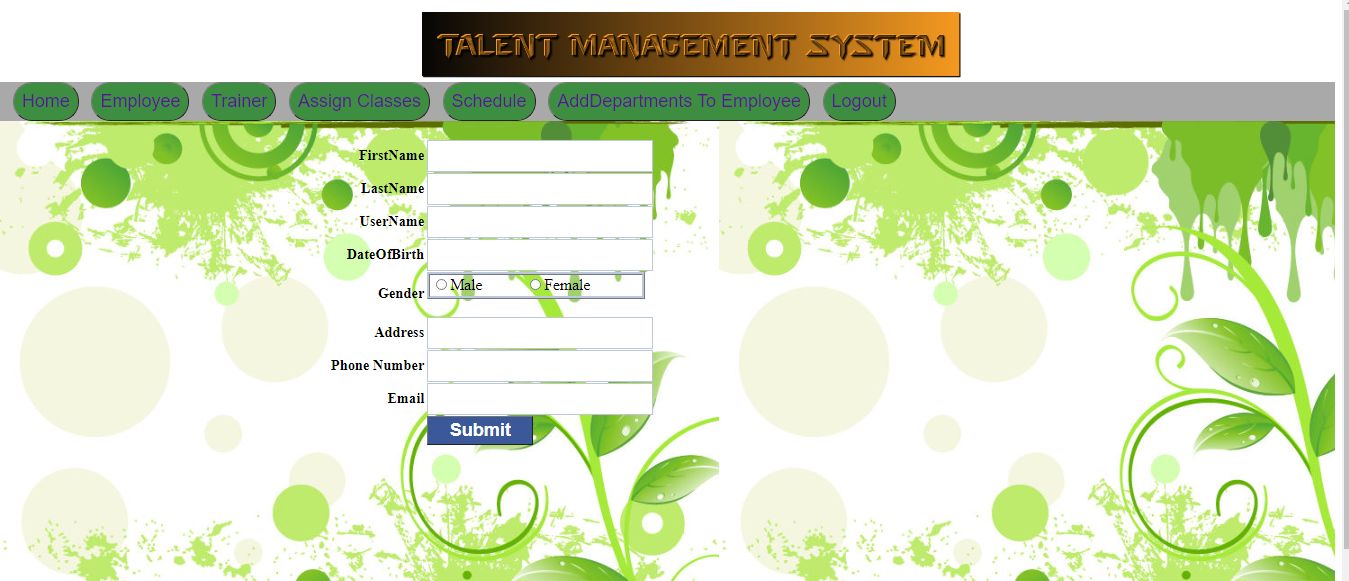 TALENT MANAGEMENT SYSTEM
Home Employee Trainer Assign Classes Schedule AddDepartments To Employee Logout
FirstName
LastName
UserName
DateOfBirth
Gender Male Female
Address
Phone Number
Email
Submit